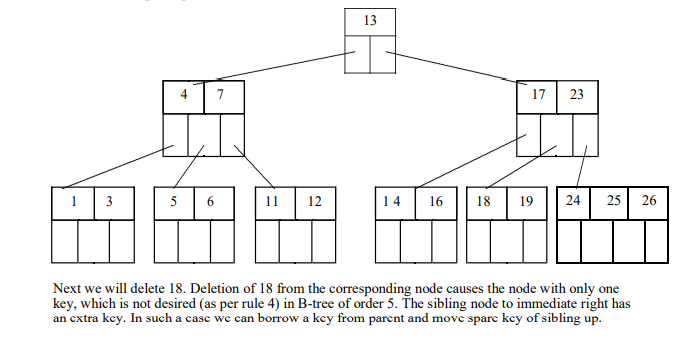 13
4 7 17 23
1 3 5 6 11 12 1 4 16 18 19 24 25 26
Next we will delete 18. Deletion of 18 from the corresponding node causes the node with only one
key, which is not desired (as per rule 4) in B-tree of order 5. The sibling node to immediate right has
an extra key. In such a case we can borrow a key from parent and move spare key of sibling up.